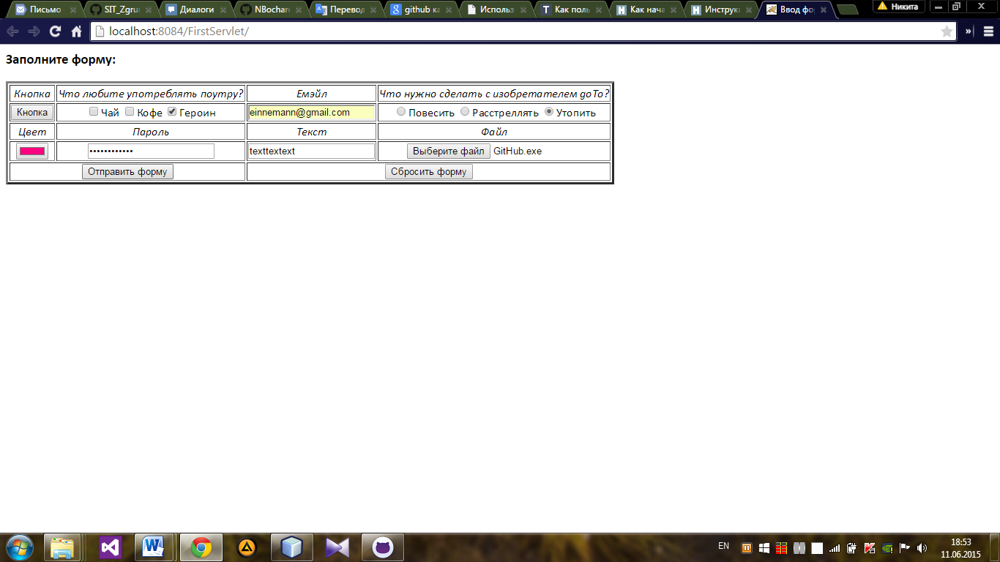 Письмо
SIT_Zgru
Диалоги
NBochar
Перевод
github ка
Использ
Как поль
Как нача
Инструк
Ввод фо
Никита
localhost:8084/FirstServlet/
Заполните форму:
Кнопка Что любите употреблять поутру? Емэйл Что нужно сделать с изобретателем goTo?
Кнопка Чай Кофе Героин einnemann@gmail.com Повесить Расстреллять Утопить
Цвет Пароль Текст Файл
•••••••••••• texttextext Выберите файл GitHub.exe
Отправить форму Сбросить форму
EN
18:53
11.06.2015